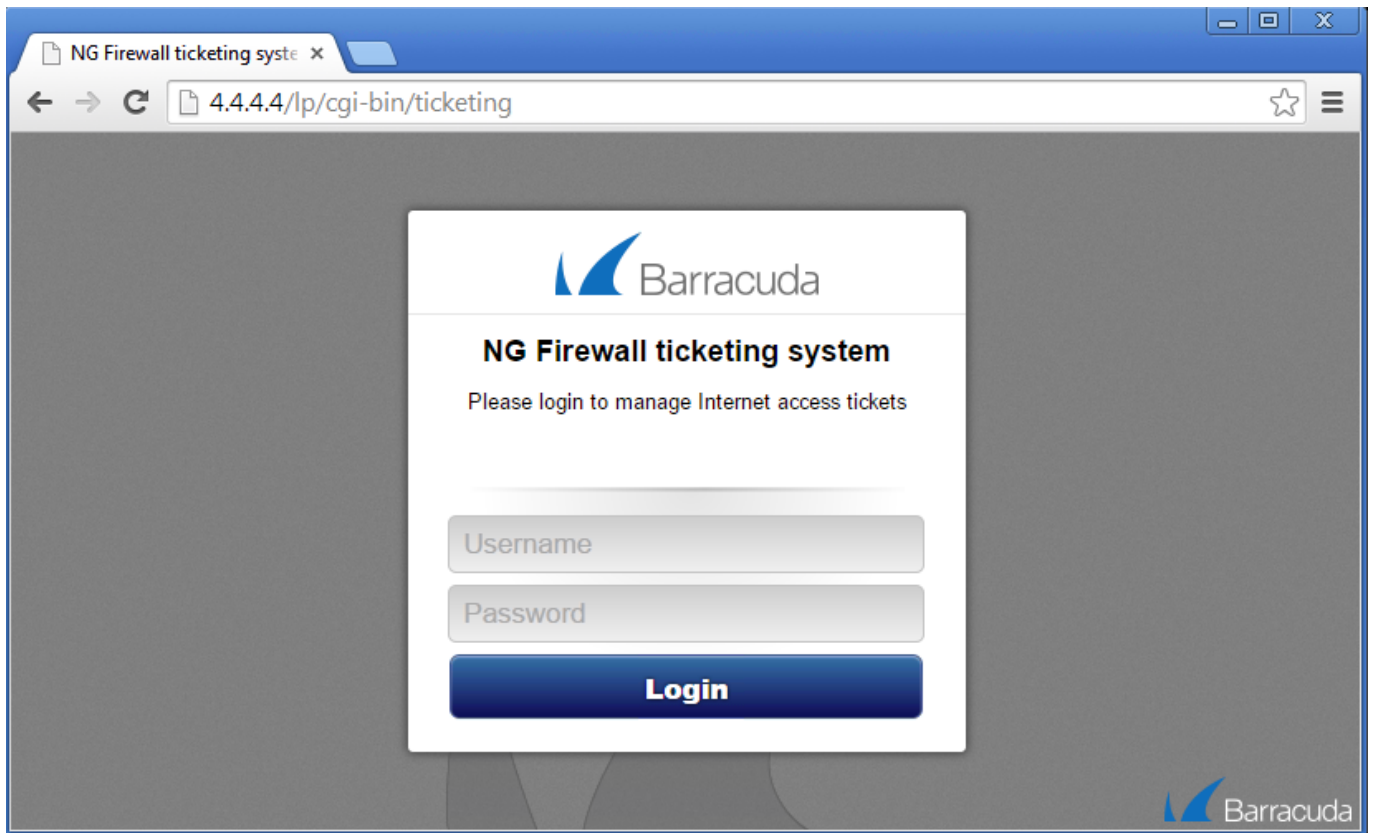 NG Firewall ticketing syste
4.4.4.4/lp/cgi-bin/ticketing
Barracuda
NG Firewall ticketing system
Please login to manage Internet access tickets
Username
Password
Login
Barracuda